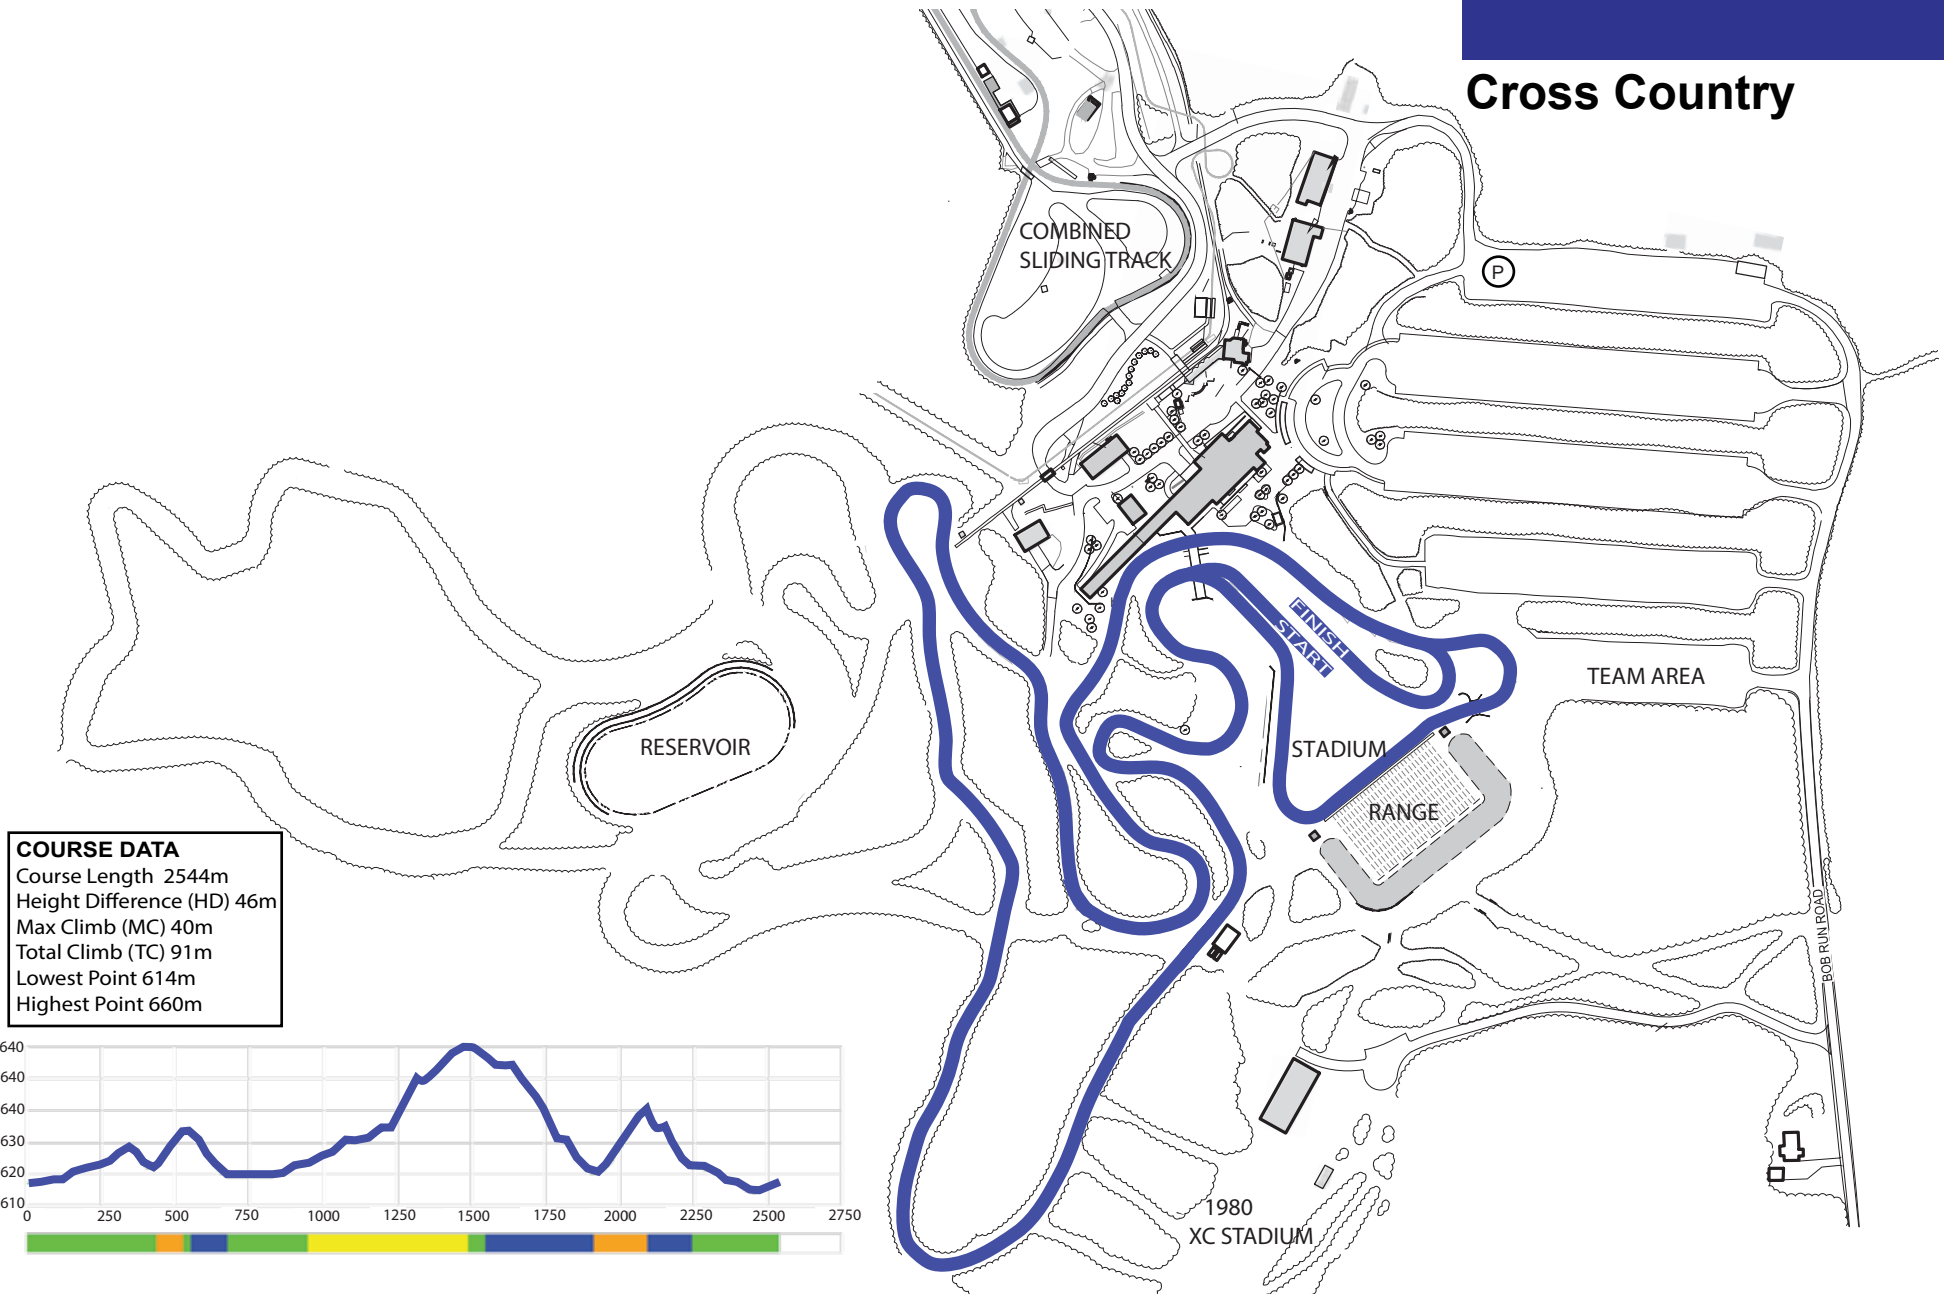 Cross Country
COMBINED
SLIDING TRACK
P
FINISH
START
TEAM AREA
RESERVOIR
STADIUM
RANGE
BOB RUN ROAD
1980
XC STADIUM
COURSE DATA
Course Length 2544m
Height Difference (HD) 46m
Max Climb (MC) 40m
Total Climb (TC) 91m
Lowest Point 614m
Highest Point 660m
640
640
640
630
620
610
0 250 500 750 1000 1250 1500 1750 2000 2250 2500 2750